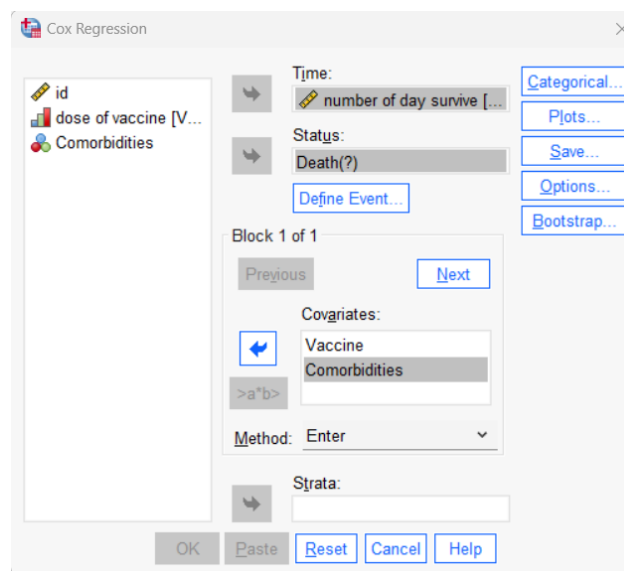 Cox Regression
id
dose of vaccine [V...
Comorbidities
Time:
number of day survive [...
Status:
Death(?)
Define Event...
Block 1 of 1
Previous
Next
Covariates:
Vaccine
Comorbidities
>a*b>
Method:
Enter
Strata:
Categorical...
Plots...
Save...
Options...
Bootstrap...
OK
Paste
Reset
Cancel
Help